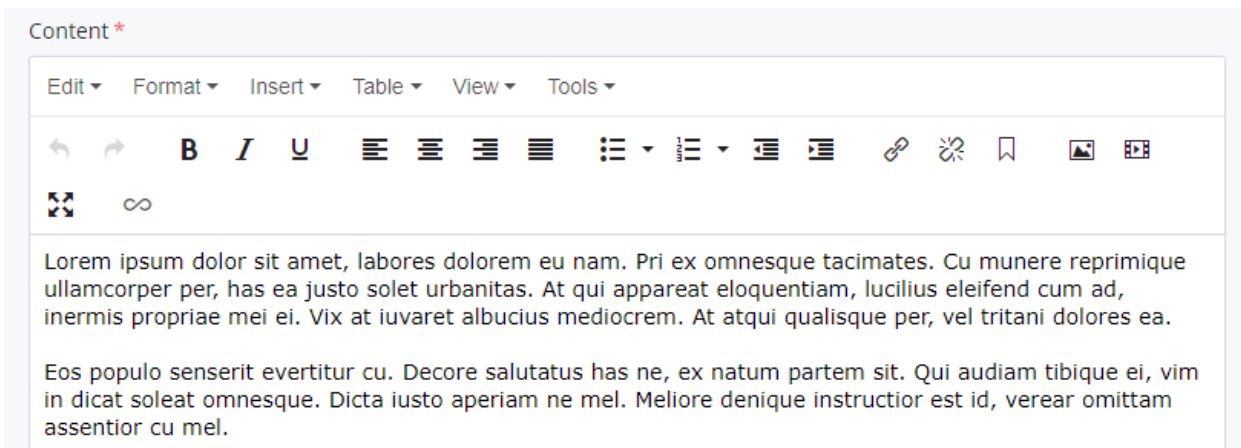 Content *
Edit Format Insert Table View Tools
B I U
Lorem ipsum dolor sit amet, labores dolorem eu nam. Pri ex omnesque tacimates. Cu munere reprimique
ullamcorper per, has ea justo solet urbanitas. At qui appareat eloquentiam, lucilius eleifend cum ad,
inermis propriae mei ei. Vix at iuvaret albucius mediocrem. At atqui qualisque per, vel tritani dolores ea.
Eos populo senserit evertitur cu. Decore salutatus has ne, ex natum partem sit. Qui audiam tibique ei, vim
in dicat soleat omnesque. Dicta iusto aperiam ne mel. Meliore denique instructior est id, verear omittam
assentior cu mel.